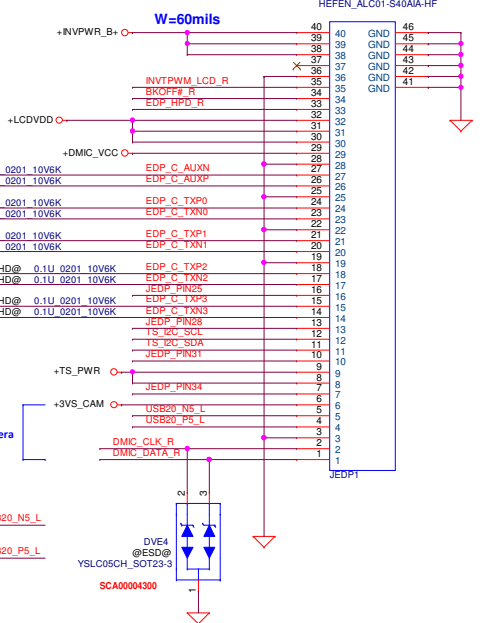 HEFEN_ALC01-S40AIA-HF
W=60mils
+INVPWR_B+ 40 40 GND 46
39 39 GND 45
38 38 GND 44
37 37 GND 43
36 36 GND 42
INVTPWM_LCD_R 35 35 GND 41
BKOFF#_R 34 34
EDP_HPD_R 33 33
+LCDVDD 32 32
31 31
30 30
+DMIC_VCC 29 29
28 28
0201_10V6K EDP_C_AUXN 27 27
0201_10V6K EDP_C_AUXP 26 26
25 25
0201_10V6K EDP_C_TXP0 24 24
0201_10V6K EDP_C_TXN0 23 23
22 22
0201_10V6K EDP_C_TXP1 21 21
0201_10V6K EDP_C_TXN1 20 20
19 19
HD@ 0.1U_0201_10V6K EDP_C_TXP2 18 18
HD@ 0.1U_0201_10V6K EDP_C_TXN2 17 17
JEDP_PIN25 16 16
HD@ 0.1U_0201_10V6K EDP_C_TXP3 15 15
HD@ 0.1U_0201_10V6K EDP_C_TXN3 14 14
JEDP_PIN28 13 13
TS_I2C_SCL 12 12
TS_I2C_SDA 11 11
JEDP_PIN31 10 10
+TS_PWR 9 9
8 8
JEDP_PIN34 7 7
+3VS_CAM 6 6
USB20_N5_L 5 5
era USB20_P5_L 4 4
3 3
DMIC_CLK_R 2 2
DMIC_DATA_R 1 1
JEDP1
2 3
B20_N5_L
DVE4
@ESD@
B20_P5_L
YSLC05CH_SOT23-3
SCA00004300
1